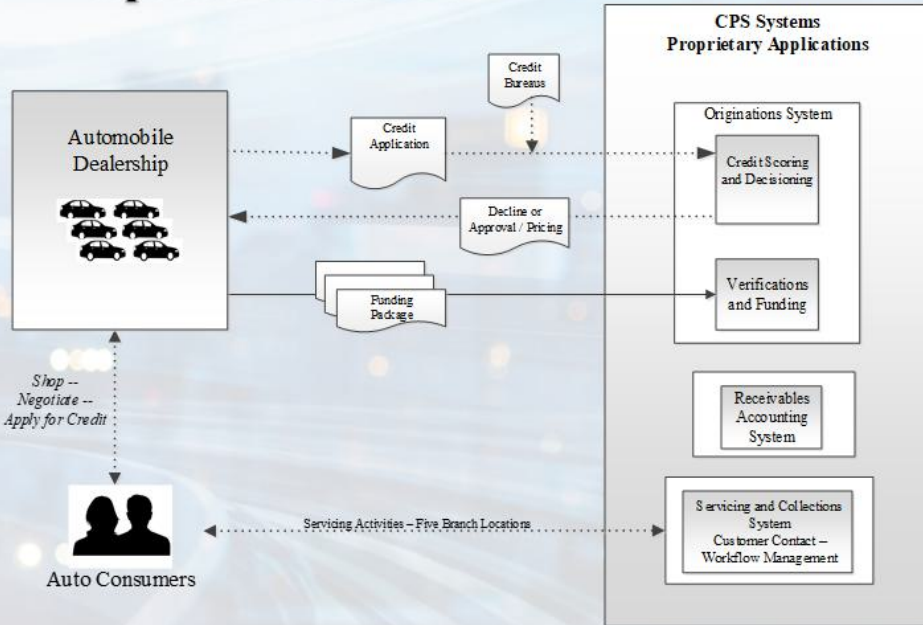 CPS Systems
Proprietary Applications
Credit
Bureaus
Automobile
Dealership
Credit
Application
Originations System
Credit Scoring
and Decisioning
Decline or
Approval / Pricing
Verifications
and Funding
Funding
Package
Shop --
Negotiate --
Apply for Credit
Receivables
Accounting
System
Servicing Activities – Five Branch Locations
Servicing and Collections
System
Customer Contact –
Workflow Management
Auto Consumers